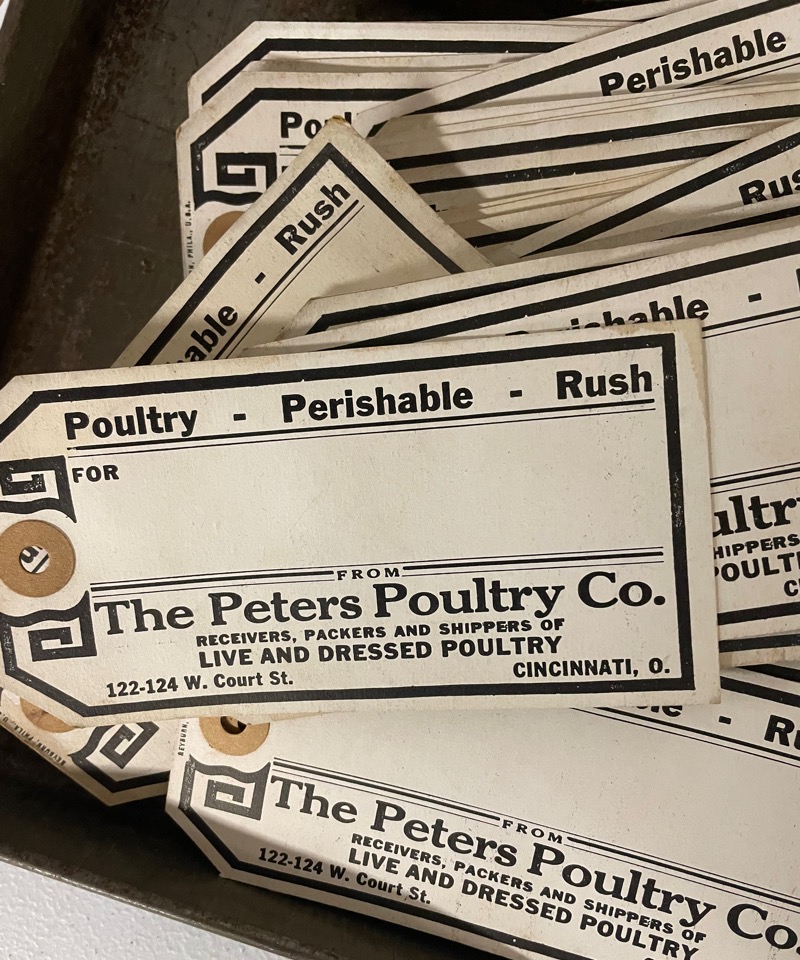 Perishable
Rus
Rush
able - Rush
Perishable -
Poultry - Perishable - Rush
FOR
FROM
The Peters Poultry Co.
RECEIVERS, PACKERS AND SHIPPERS OF
LIVE AND DRESSED POULTRY
122-124 W. Court St.
CINCINNATI, O.
FROM
The Peters Poultry Co.
RECEIVERS, PACKERS AND SHIPPERS OF
LIVE AND DRESSED POULTRY
122-124 W. Court St.